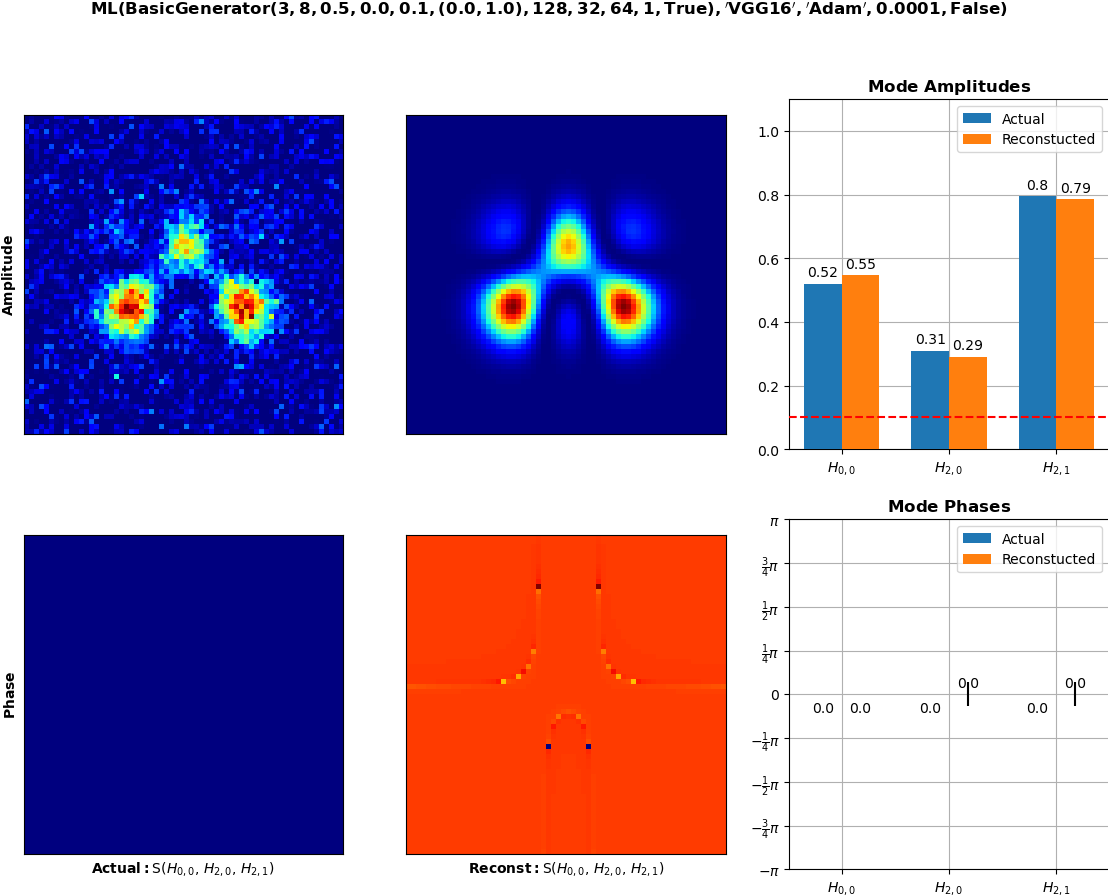 ML(BasicGenerator(3, 8, 0.5, 0.0, 0.1, (0.0, 1.0), 128, 32, 64, 1, True), ′VGG16′, ′Adam′, 0.0001, False)
Amplitude
Mode Amplitudes
Actual
Reconstucted
1.0
0.8
0.6
0.4
0.2
0.0
0.52
0.55
0.31
0.29
0.8
0.79
H0,0
H2,0
H2,1
Phase
Actual: S(H0,0, H2,0, H2,1)
Reconst: S(H0,0, H2,0, H2,1)
Mode Phases
Actual
Reconstucted
π
3/4π
1/2π
1/4π
0
−1/4π
−1/2π
−3/4π
−π
0.0
0.0
0.0
0.0
0.0
0.0
H0,0
H2,0
H2,1